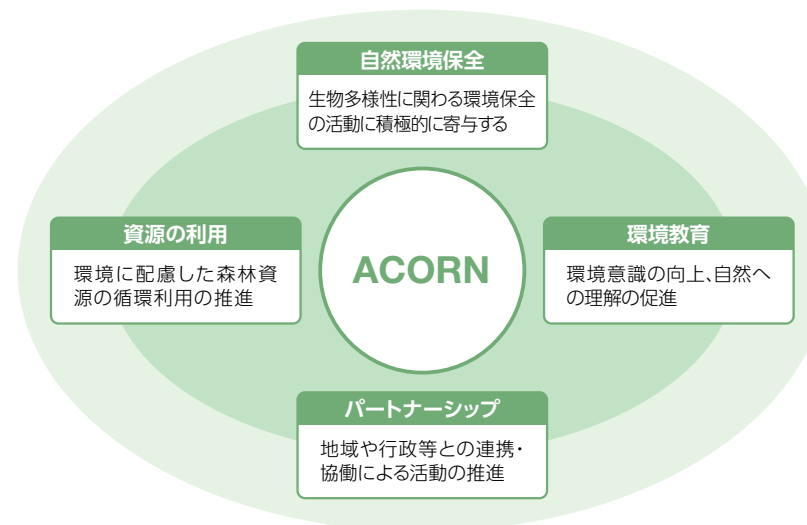 自然環境保全
生物多様性に関わる環境保全
の活動に積極的に寄与する
資源の利用
環境に配慮した森林資
源の循環利用の推進
ACORN
環境教育
環境意識の向上、自然へ
の理解の促進
パートナーシップ
地域や行政等との連携・
協働による活動の推進